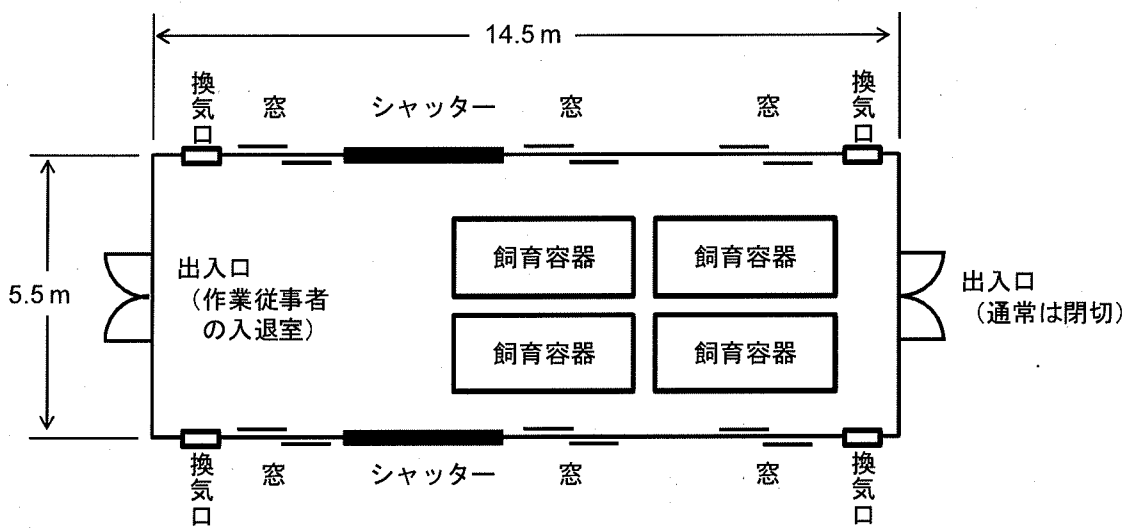 14.5 m
換気口
窓
シャッター
窓
窓
換気口
5.5 m
出入口
（作業従事者
の入退室）
飼育容器
飼育容器
飼育容器
飼育容器
出入口
（通常は閉切）
換気口
窓
シャッター
窓
窓
換気口